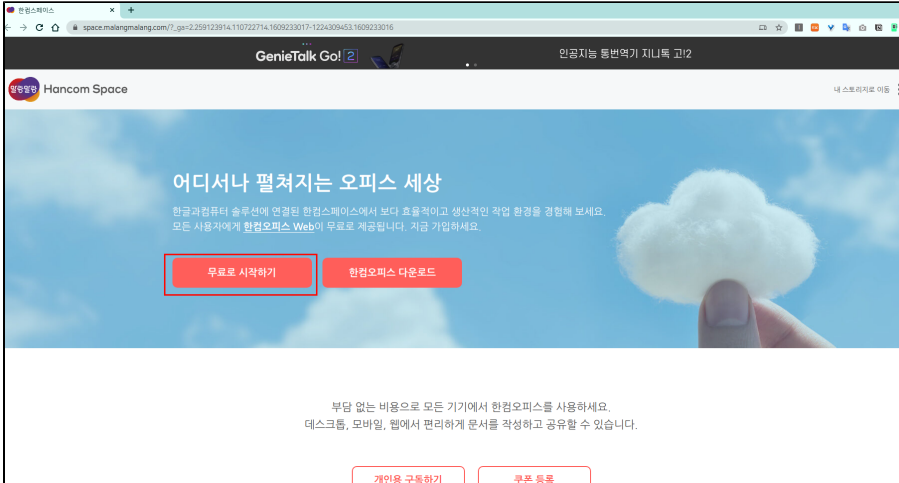 한컴스페이스
space.malangmalang.com/?_ga=2.259123914.110722714.1609233017-1224309453.1609233016
GenieTalk Go! 2
인공지능 통번역기 지니톡 고!2
말랑말랑 Hancom Space
내 스토리지로 이동
어디서나 펼쳐지는 오피스 세상
한글과컴퓨터 솔루션에 연결된 한컴스페이스에서 보다 효율적이고 생산적인 작업 환경을 경험해 보세요.
모든 사용자에게 한컴오피스 Web이 무료로 제공됩니다. 지금 가입하세요.
무료로 시작하기
한컴오피스 다운로드
부담 없는 비용으로 모든 기기에서 한컴오피스를 사용하세요.
데스크톱, 모바일, 웹에서 편리하게 문서를 작성하고 공유할 수 있습니다.
개인용 구독하기
쿠폰 등록